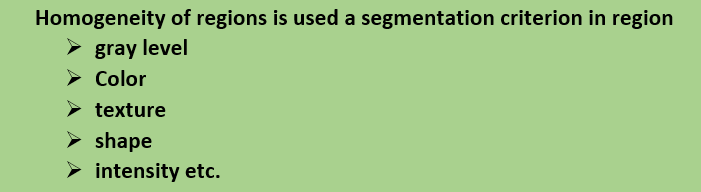 Homogeneity of regions is used a segmentation criterion in region
➢ gray level
➢ Color
➢ texture
➢ shape
➢ intensity etc.